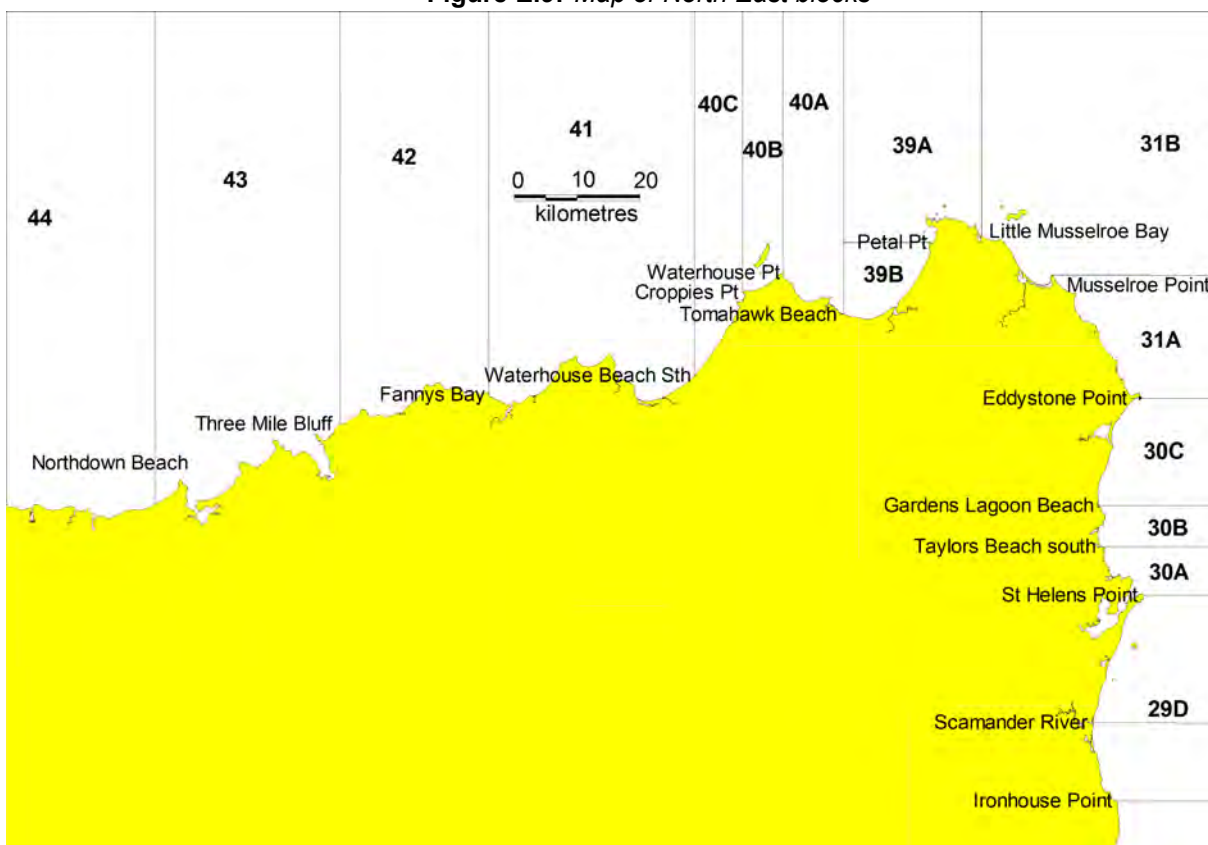 Figure Map of North East blocks
40C
40A
41
42
40B
39A
31B
43
44
0 10 20
kilometres
Little Musselroe Bay
Petal Pt
39B
Waterhouse Pt
Musselroe Point
Croppies Pt
Tomahawk Beach
31A
Waterhouse Beach Sth
Fannys Bay
Eddystone Point
Three Mile Bluff
30C
Northdown Beach
Gardens Lagoon Beach
30B
Taylors Beach south
30A
St Helens Point
29D
Scamander River
Ironhouse Point